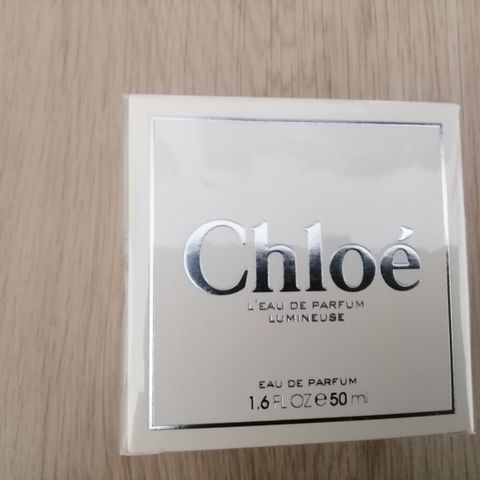 Chloé
L'EAU DE PARFUM
LUMINEUSE
EAU DE PARFUM
1.6 FL OZ e 50 ml